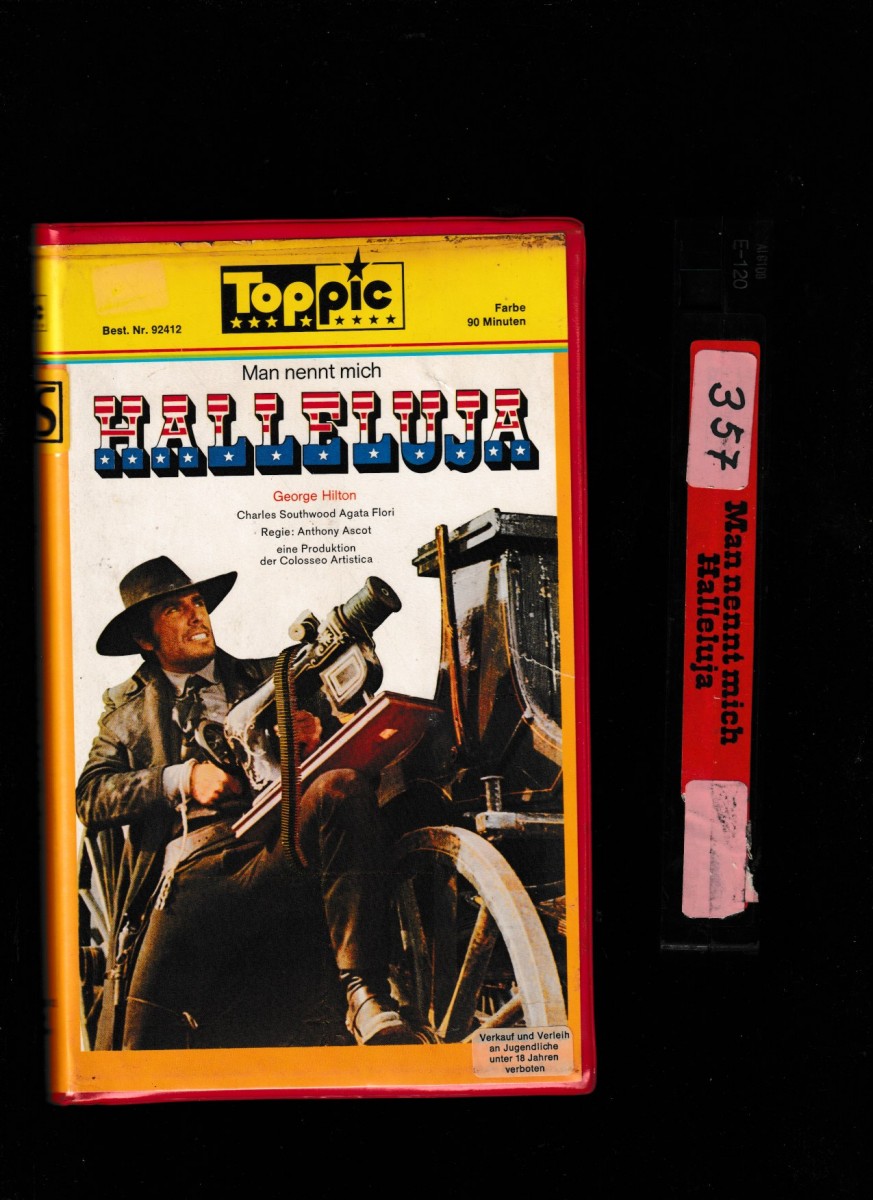 Toppic
Best. Nr. 92412
Farbe
90 Minuten
S
Man nennt mich
HALLELUJA
George Hilton
Charles Southwood Agata Flori
Regie: Anthony Ascot
eine Produktion
der Colosseo Artistica
Verkauf und Verleih
an Jugendliche
unter 18 Jahren
verboten
E-120
357
Man nennt mich
Halleluja